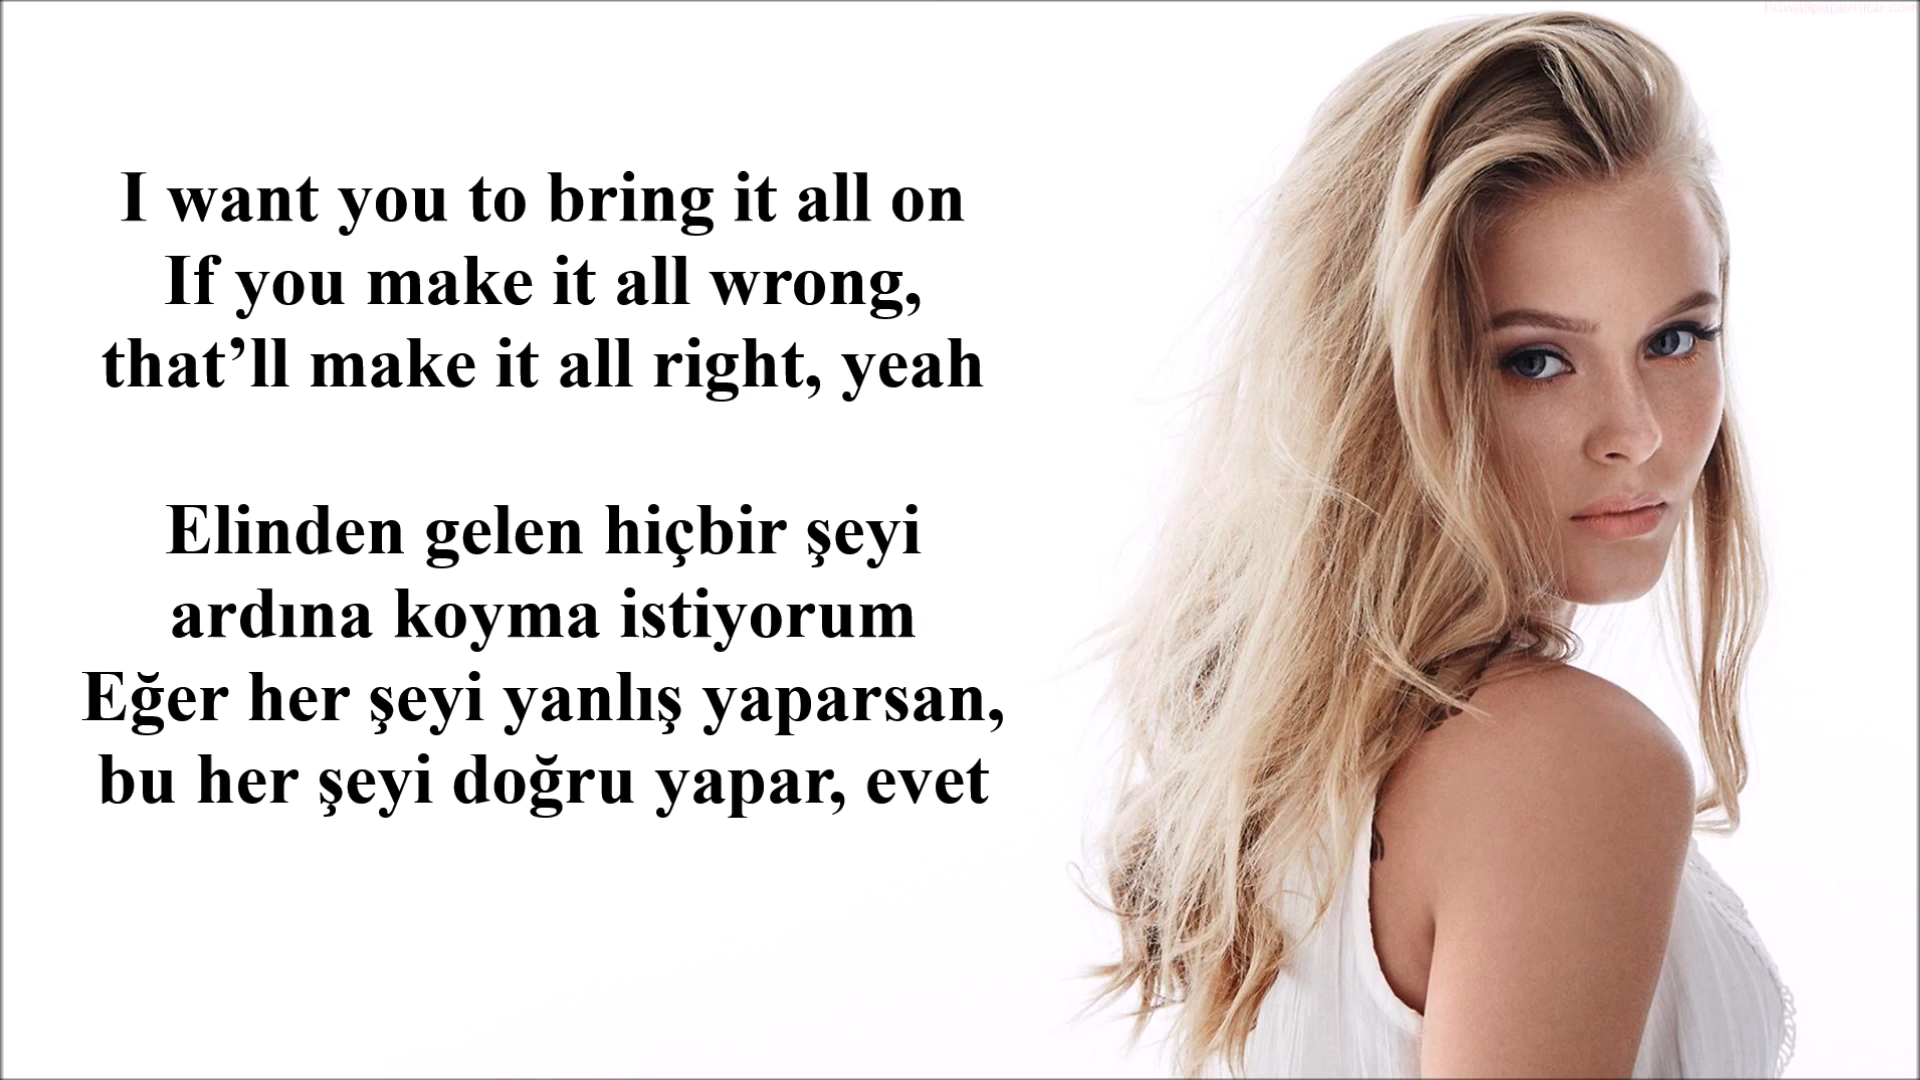 I want you to bring it all on
If you make it all wrong,
that’ll make it all right, yeah
Elinden gelen hiçbir şeyi
ardına koyma istiyorum
Eğer her şeyi yanlış yaparsan,
bu her şeyi doğru yapar, evet